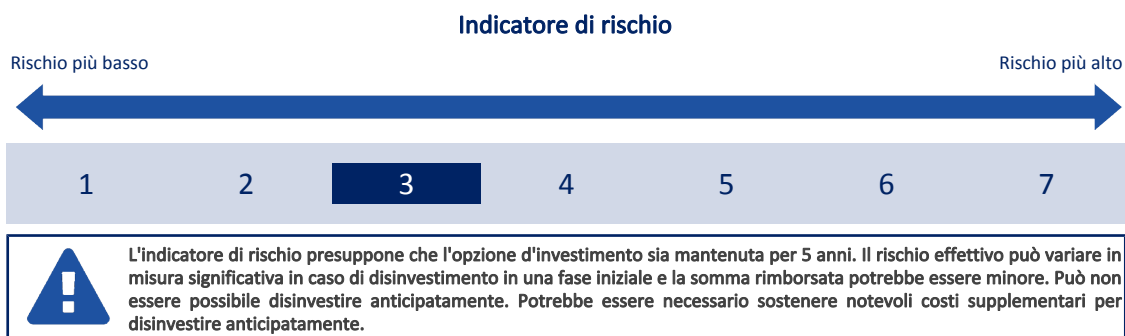 Indicatore di rischio
Rischio più basso
Rischio più alto
1 2 3 4 5 6 7
L'indicatore di rischio presuppone che l'opzione d'investimento sia mantenuta per 5 anni. Il rischio effettivo può variare in
misura significativa in caso di disinvestimento in una fase iniziale e la somma rimborsata potrebbe essere minore. Può non
essere possibile disinvestire anticipatamente. Potrebbe essere necessario sostenere notevoli costi supplementari per
disinvestire anticipatamente.